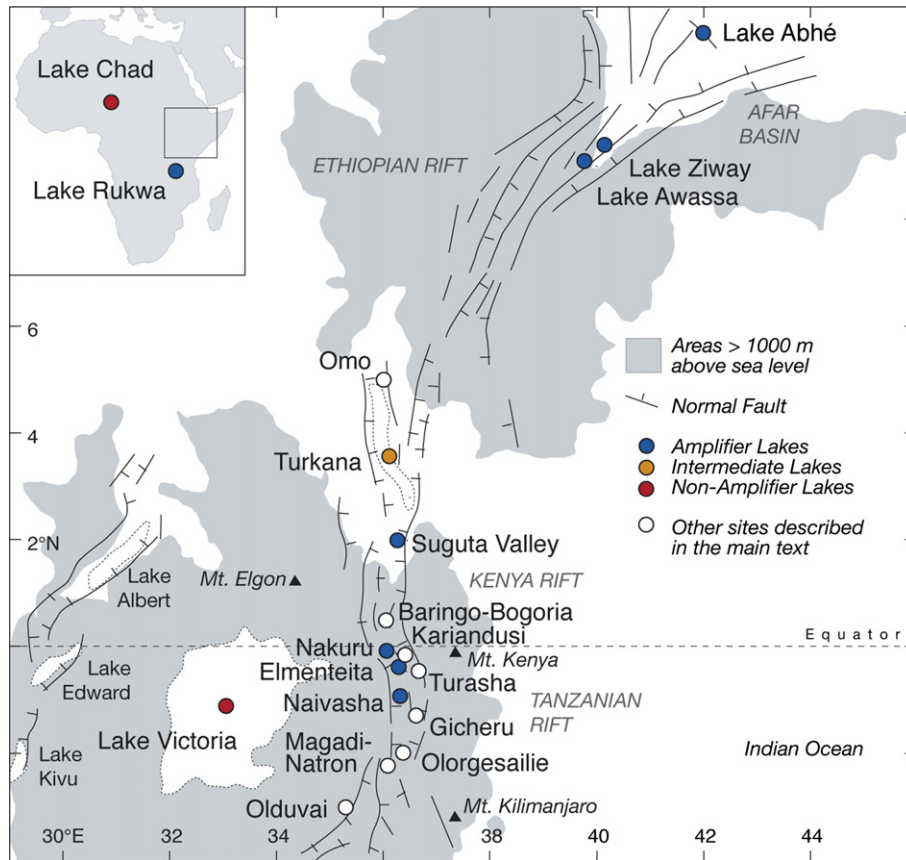 Lake Chad
Lake Rukwa
Lake Abhé
AFAR
BASIN
ETHIOPIAN RIFT
Lake Ziway
Lake Awassa
6
Omo
Areas > 1000 m
above sea level
Normal Fault
4
Turkana
Amplifier Lakes
Intermediate Lakes
Non-Amplifier Lakes
Other sites described
in the main text
2°N
Suguta Valley
Lake
Albert
Mt. Elgon
KENYA RIFT
Baringo-Bogoria
Kariandusi
Equator
Nakuru
Mt. Kenya
Lake
Edward
Elmenteita
Turasha
Naivasha
TANZANIAN
RIFT
Gicheru
Lake Victoria
Lake
Kivu
Magadi-
Natron
Olorgesailie
Indian Ocean
Olduvai
Mt. Kilimanjaro
30°E
32
34
36
38
40
42
44